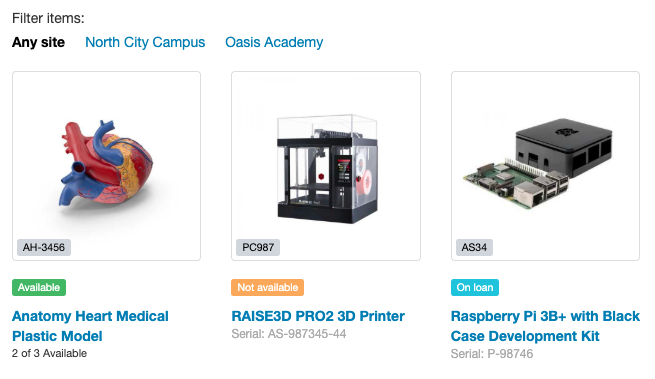 Filter items:
Any site North City Campus Oasis Academy
AH-3456 PC987 AS34
Available Not available On loan
Anatomy Heart Medical
Plastic Model
2 of 3 Available
RAISE3D PRO2 3D Printer
Serial: AS-987345-44
Raspberry Pi 3B+ with Black
Case Development Kit
Serial: P-98746